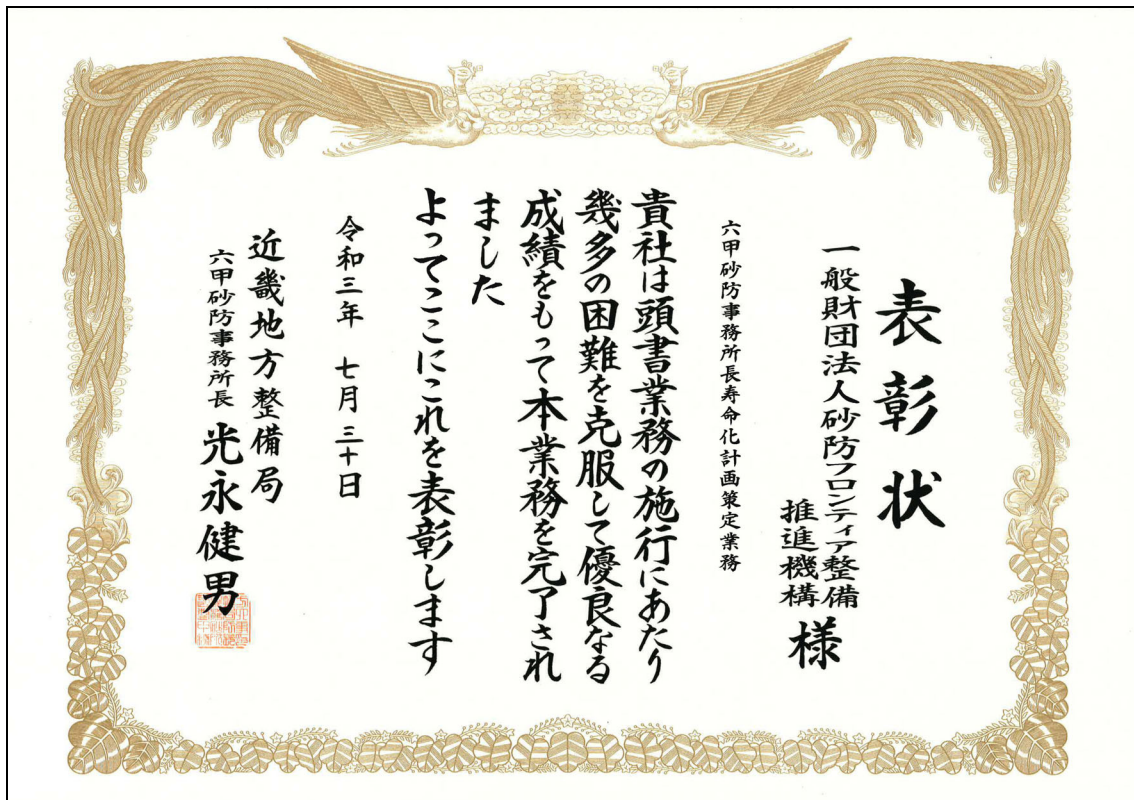 表彰状
一般財団法人砂防フロンティア整備
推進機構 様
六甲砂防事務所長寿命化計画策定業務
貴社は頭書業務の施行にあたり
幾多の困難を克服して優良なる
成績をもって本業務を完了され
ました
よってここにこれを表彰します
令和三年 七月三十日
近畿地方整備局
六甲砂防事務所長 光永健男